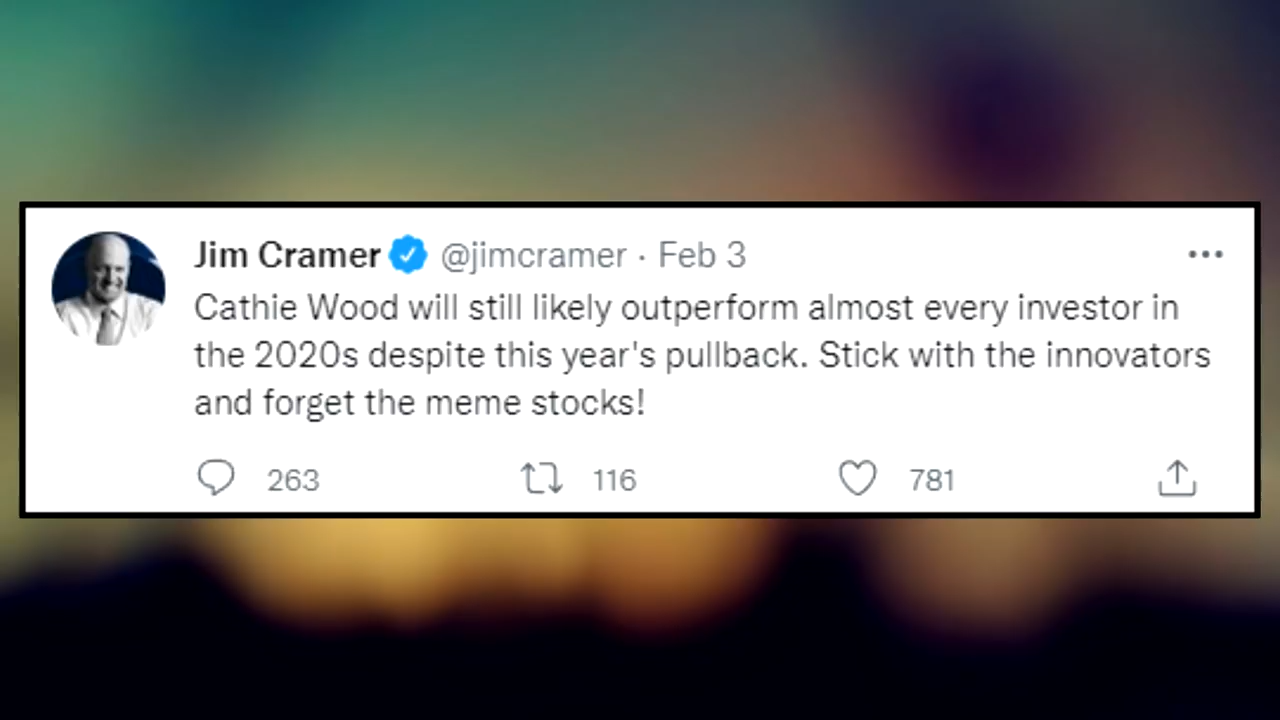 Jim Cramer @jimcramer · Feb 3
Cathie Wood will still likely outperform almost every investor in
the 2020s despite this year's pullback. Stick with the innovators
and forget the meme stocks!
263 116 781